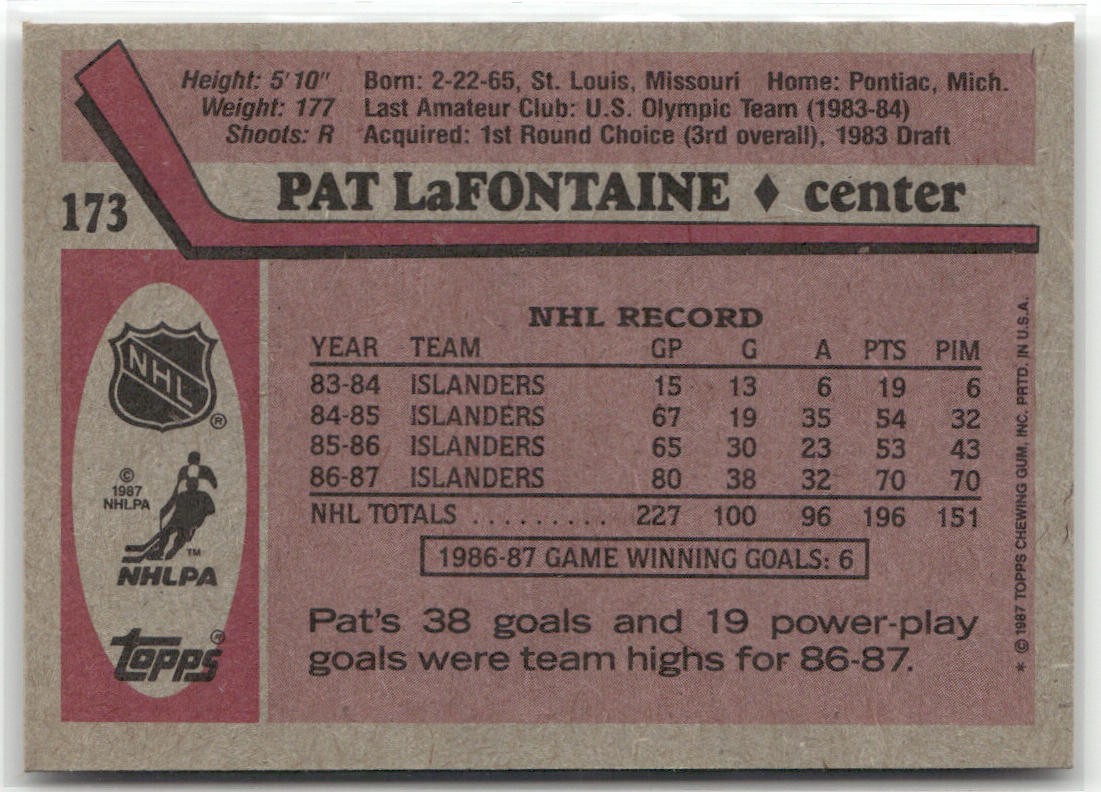 Height: 5'10" Born: 2-22-65, St. Louis, Missouri Home: Pontiac, Mich.
Weight: 177 Last Amateur Club: U.S. Olympic Team (1983-84)
Shoots: R Acquired: 1st Round Choice (3rd overall), 1983 Draft
173 PAT LaFONTAINE ♦ center
NHL RECORD
YEAR TEAM GP G A PTS PIM
83-84 ISLANDERS 15 13 6 19 6
84-85 ISLANDERS 67 19 35 54 32
85-86 ISLANDERS 65 30 23 53 43
86-87 ISLANDERS 80 38 32 70 70
NHL TOTALS . . . . . . . . . 227 100 96 196 151
1986-87 GAME WINNING GOALS: 6
Pat's 38 goals and 19 power-play
goals were team highs for 86-87.
NHL ®
©
1987
NHLPA
TM
NHLPA
topps ®
* © 1987 TOPPS CHEWING GUM, INC. PRTD. IN U.S.A.